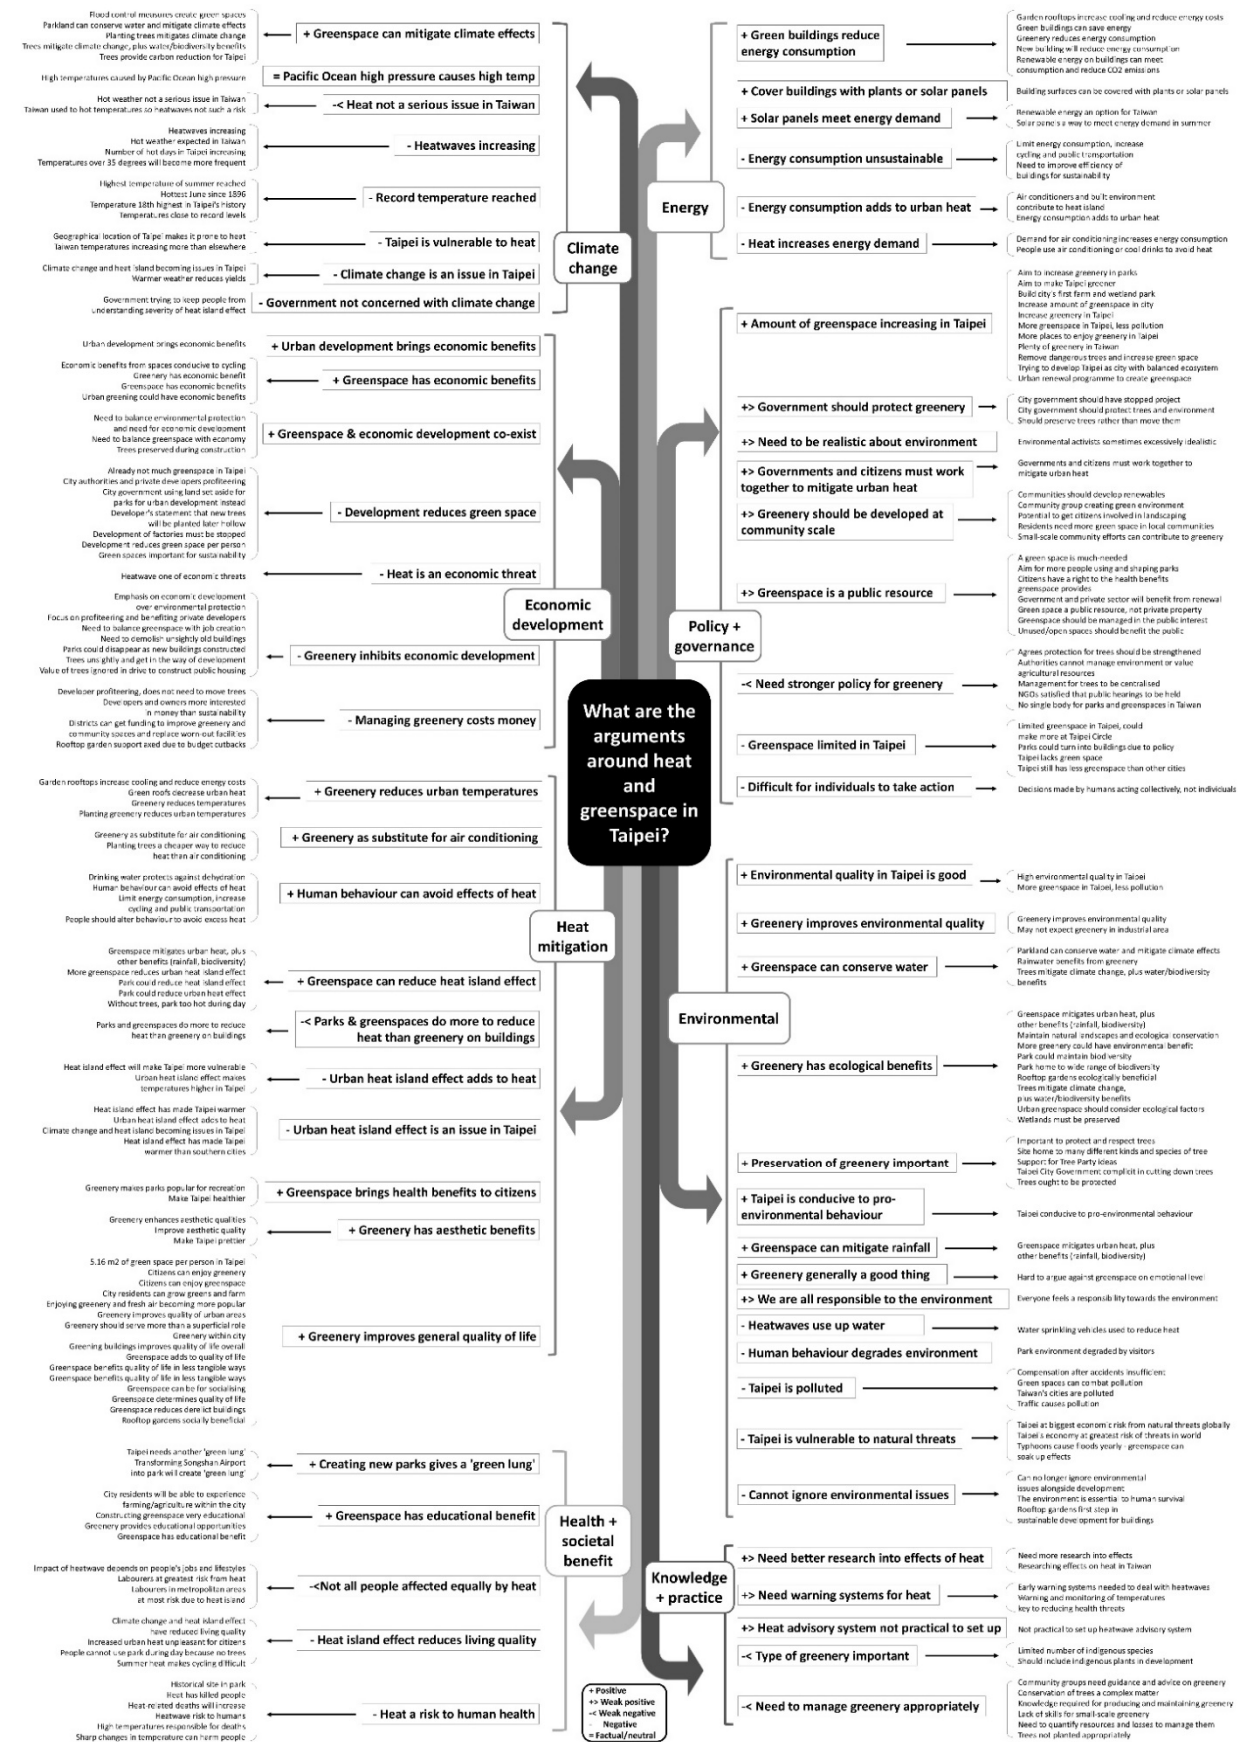 Flood control measures create green spaces
Parkland can conserve water and mitigate climate effects
Planting trees mitigates climate change
Trees mitigate climate change, plus water/biodiversity benefits
Trees provide carbon reduction for Taipei
+ Greenspace can mitigate climate effects
High temperatures caused by Pacific Ocean high pressure
= Pacific Ocean high pressure causes high temp
Hot weather not a serious issue in Taiwan
Taiwan used to hot temperatures so heatwaves not such a risk
-< Heat not a serious issue in Taiwan
Heatwaves increasing
Hot weather expected in Taiwan
Number of hot days in Taipei increasing
Temperatures over 35 degrees will become more frequent
- Heatwaves increasing
Highest temperature of summer reached
Hottest June since 1896
Temperature 18th highest in Taipei's history
Temperatures close to record levels
- Record temperature reached
Geographical location of Taipei makes it prone to heat
Taiwan temperatures increasing more than elsewhere
- Taipei is vulnerable to heat
Climate change and heat island becoming issues in Taipei
Warmer weather reduces yields
- Climate change is an issue in Taipei
Government trying to keep people from
understanding severity of heat island effect
- Government not concerned with climate change
Climate
change
Urban development brings economic benefits
+ Urban development brings economic benefits
Economic benefits from spaces conducive to cycling
Greenery has economic benefit
Greenspace has economic benefits
Urban greening could have economic benefits
+ Greenspace has economic benefits
Need to balance environmental protection
and need for economic development
Need to balance greenspace with economy
Trees preserved during construction
+ Greenspace & economic development co-exist
Already not much greenspace in Taipei
City authorities and private developers profiteering
City government using land set aside for
parks for urban development instead
Developer's statement that new trees
will be planted later hollow
Development of factories must be stopped
Development reduces green space per person
Green spaces important for sustainability
- Development reduces green space
Heatwave one of economic threats
- Heat is an economic threat
Emphasis on economic development
over environmental protection
Focus on profiteering and benefiting private developers
Need to balance greenspace with job creation
Need to demolish unsightly old buildings
Parks could disappear as new buildings constructed
Trees unsightly and get in the way of development
Value of trees ignored in drive to construct public housing
- Greenery inhibits economic development
Developer profiteering, does not need to move trees
Developers and owners more interested
in money than sustainability
Districts can get funding to improve greenery and
community spaces and replace worn-out facilities
Rooftop garden support axed due to budget cutbacks
- Managing greenery costs money
Economic
development
Garden rooftops increase cooling and reduce energy costs
Green roofs decrease urban heat
Greenery reduces temperatures
Planting greenery reduces urban temperatures
+ Greenery reduces urban temperatures
Greenery as substitute for air conditioning
Planting trees a cheaper way to reduce
heat than air conditioning
+ Greenery as substitute for air conditioning
Drinking water protects against dehydration
Human behaviour can avoid effects of heat
Limit energy consumption, increase
cycling and public transportation
People should alter behaviour to avoid excess heat
+ Human behaviour can avoid effects of heat
Greenspace mitigates urban heat, plus
other benefits (rainfall, biodiversity)
More greenspace reduces urban heat island effect
Park could reduce heat island effect
Park could reduce urban heat effect
Without trees, park too hot during day
+ Greenspace can reduce heat island effect
Parks and greenspaces do more to reduce
heat than greenery on buildings
-< Parks & greenspaces do more to reduce
heat than greenery on buildings
Heat island effect will make Taipei more vulnerable
Urban heat island effect makes
temperatures higher in Taipei
- Urban heat island effect adds to heat
Heat island effect has made Taipei warmer
Urban heat island effect adds to heat
Climate change and heat island becoming issues in Taipei
Heat island effect has made Taipei
warmer than southern cities
- Urban heat island effect is an issue in Taipei
Heat
mitigation
Greenery makes parks popular for recreation
Make Taipei healthier
+ Greenspace brings health benefits to citizens
Greenery enhances aesthetic qualities
Improve aesthetic quality
Make Taipei prettier
+ Greenery has aesthetic benefits
5.16 m2 of green space per person in Taipei
Citizens can enjoy greenery
Citizens can enjoy greenspace
City residents can grow greens and farm
Enjoying greenery and fresh air becoming more popular
Greenery improves quality of urban areas
Greenery should serve more than a superficial role
Greenery within city
Greening buildings improves quality of life overall
Greenspace adds to quality of life
Greenspace benefits quality of life in less tangible ways
Greenspace benefits quality of life in less tangible ways
Greenspace can be for socialising
Greenspace determines quality of life
Greenspace reduces derelict buildings
Rooftop gardens socially beneficial
+ Greenery improves general quality of life
Taipei needs another 'green lung'
Transforming Songshan Airport
into park will create 'green lung'
+ Creating new parks gives a 'green lung'
City residents will be able to experience
farming/agriculture within the city
Constructing greenspace very educational
Greenery provides educational opportunities
Greenspace has educational benefit
+ Greenspace has educational benefit
Impact of heatwave depends on people's jobs and lifestyles
Labourers at greatest risk from heat
Labourers in metropolitan areas
at most risk due to heat island
-<Not all people affected equally by heat
Climate change and heat island effect
have reduced living quality
Increased urban heat unpleasant for citizens
People cannot use park during day because no trees
Summer heat makes cycling difficult
- Heat island effect reduces living quality
Historical site in park
Heat has killed people
Heat-related deaths will increase
Heatwave risk to humans
High temperatures responsible for deaths
Sharp changes in temperature can harm people
- Heat a risk to human health
Health +
societal
benefit
What are the
arguments
around heat
and
greenspace in
Taipei?
+ Positive
+> Weak positive
-< Weak negative
- Negative
= Factual/neutral
Energy
+ Green buildings reduce
energy consumption
Garden rooftops increase cooling and reduce energy costs
Green buildings can save energy
Greenery reduces energy consumption
New building will reduce energy consumption
Renewable energy on buildings can meet
consumption and reduce CO2 emissions
+ Cover buildings with plants or solar panels
Building surfaces can be covered with plants or solar panels
+ Solar panels meet energy demand
Renewable energy an option for Taiwan
Solar panels a way to meet energy demand in summer
- Energy consumption unsustainable
Limit energy consumption, increase
cycling and public transportation
Need to improve efficiency of
buildings for sustainability
- Energy consumption adds to urban heat
Air conditioners and built environment
contribute to heat island
Energy consumption adds to urban heat
- Heat increases energy demand
Demand for air conditioning increases energy consumption
People use air conditioning or cool drinks to avoid heat
Policy +
governance
+ Amount of greenspace increasing in Taipei
Aim to increase greenery in parks
Aim to make Taipei greener
Build city's first farm and wetland park
Increase amount of greenspace in city
Increase greenery in Taipei
More greenspace in Taipei, less pollution
More places to enjoy greenery in Taipei
Plenty of greenery in Taiwan
Remove dangerous trees and increase green space
Trying to develop Taipei as city with balanced ecosystem
Urban renewal programme to create greenspace
+> Government should protect greenery
City government should have stopped project
City government should protect trees and environment
Should preserve trees rather than move them
+> Need to be realistic about environment
Environmental activists sometimes excessively idealistic
+> Governments and citizens must work
together to mitigate urban heat
Governments and citizens must work together to
mitigate urban heat
+> Greenery should be developed at
community scale
Communities should develop renewables
Community group creating green environment
Potential to get citizens involved in landscaping
Residents need more green space in local communities
Small-scale community efforts can contribute to greenery
+> Greenspace is a public resource
A green space is much-needed
Aim for more people using and shaping parks
Citizens have a right to the health benefits
greenspace provides
Government and private sector will benefit from renewal
Green space a public resource, not private property
Greenspace should be managed in the public interest
Unused/open spaces should benefit the public
-< Need stronger policy for greenery
Agrees protection for trees should be strengthened
Authorities cannot manage environment or value
agricultural resources
Management for trees to be centralised
NGOs satisfied that public hearings to be held
No single body for parks and greenspaces in Taiwan
- Greenspace limited in Taipei
Limited greenspace in Taipei, could
make more at Taipei Circle
Parks could turn into buildings due to policy
Taipei lacks green space
Taipei still has less greenspace than other cities
- Difficult for individuals to take action
Decisions made by humans acting collectively, not individuals
Environmental
+ Environmental quality in Taipei is good
High environmental quality in Taipei
More greenspace in Taipei, less pollution
+ Greenery improves environmental quality
Greenery improves environmental quality
May not expect greenery in industrial area
+ Greenspace can conserve water
Parkland can conserve water and mitigate climate effects
Rainwater benefits from greenery
Trees mitigate climate change, plus water/biodiversity
benefits
+ Greenery has ecological benefits
Greenspace mitigates urban heat, plus
other benefits (rainfall, biodiversity)
Maintain natural landscapes and ecological conservation
More greenery could have environmental benefit
Park could maintain biodiversity
Park home to wide range of biodiversity
Rooftop gardens ecologically beneficial
Trees mitigate climate change,
plus water/biodiversity benefits
Urban greenspace should consider ecological factors
Wetlands must be preserved
+ Preservation of greenery important
Important to protect and respect trees
Site home to many different kinds and species of tree
Support for Tree Party ideas
Taipei City Government complicit in cutting down trees
Trees ought to be protected
+ Taipei is conducive to pro-
environmental behaviour
Taipei conducive to pro-environmental behaviour
+ Greenspace can mitigate rainfall
Greenspace mitigates urban heat, plus
other benefits (rainfall, biodiversity)
+ Greenery generally a good thing
Hard to argue against greenspace on emotional level
+> We are all responsible to the environment
Everyone feels a responsibility towards the environment
- Heatwaves use up water
Water sprinkling vehicles used to reduce heat
- Human behaviour degrades environment
Park environment degraded by visitors
- Taipei is polluted
Compensation after accidents insufficient
Green spaces can combat pollution
Taiwan's cities are polluted
Traffic causes pollution
- Taipei is vulnerable to natural threats
Taipei at biggest economic risk from natural threats globally
Taipei's economy at greatest risk of threats in world
Typhoons cause floods yearly - greenspace can
soak up effects
- Cannot ignore environmental issues
Can no longer ignore environmental
issues alongside development
The environment is essential to human survival
Rooftop gardens first step in
sustainable development for buildings
Knowledge
+ practice
+> Need better research into effects of heat
Need more research into effects
Researching effects on heat in Taiwan
+> Need warning systems for heat
Early warning systems needed to deal with heatwaves
Warning and monitoring of temperatures
key to reducing health threats
+> Heat advisory system not practical to set up
Not practical to set up heatwave advisory system
-< Type of greenery important
Limited number of indigenous species
Should include indigenous plants in development
-< Need to manage greenery appropriately
Community groups need guidance and advice on greenery
Conservation of trees a complex matter
Knowledge required for producing and maintaining greenery
Lack of skills for small-scale greenery
Need to quantify resources and losses to manage them
Trees not planted appropriately